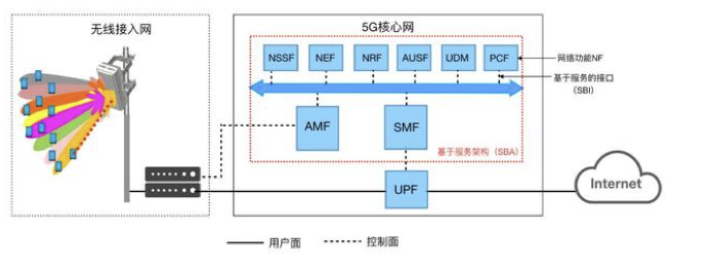 无线接入网
5G核心网
NSSF NEF NRF AUSF UDM PCF
网络功能NF
基于服务的接口
(SBI)
AMF
SMF
基于服务架构(SBA)
UPF
Internet
用户面
控制面